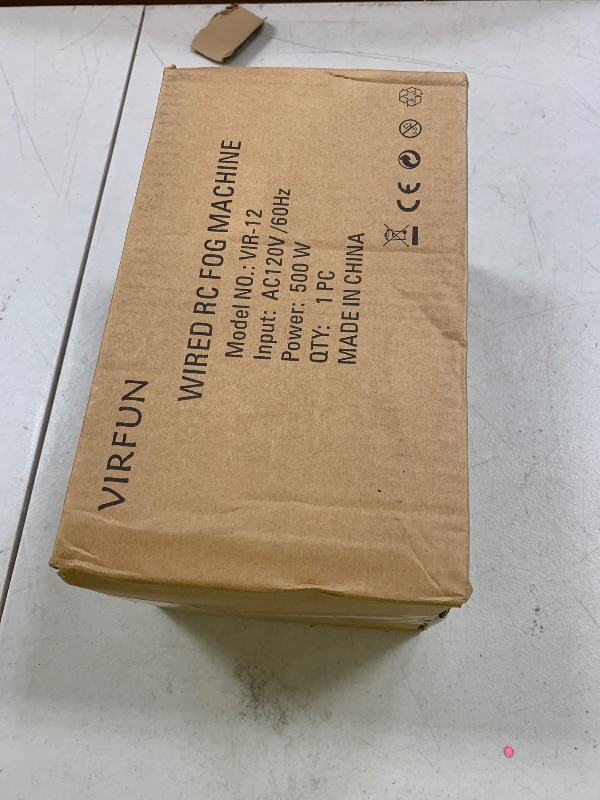 VIRFUN
WIRED RC FOG MACHINE
Model NO.: VIR-12
Input: AC120V/60Hz
Power: 500 W
QTY: 1 PC
MADE IN CHINA
CE